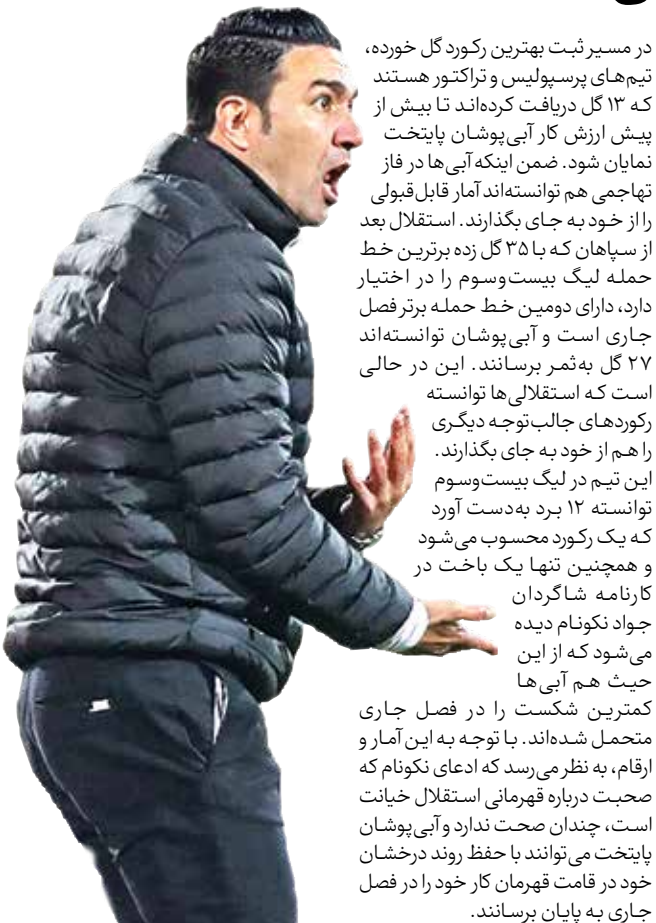 در مسیر ثبت بهترین رکورد گل خورده،
تیم‌های پرسپولیس و تراکتور هستند
که ۱۳ گل دریافت کرده‌اند تا بیش از
پیش ارزش کار آبی‌پوشان پایتخت
نمایان شود. ضمن اینکه آبی‌ها در فاز
تهاجمی هم توانسته‌اند آمار قابل‌قبولی
را از خود به جای بگذارند. استقلال بعد
از سپاهان که با ۳۵ گل زده برترین خط
حمله لیگ بیست‌وسوم را در اختیار
دارد، دارای دومین خط حمله برتر فصل
جاری است و آبی‌پوشان توانسته‌اند
۲۷ گل به‌ثمر برسانند. این در حالی
است که استقلالی‌ها توانسته
رکوردهای جالب‌توجه دیگری
را هم از خود به جای بگذارند.
این تیم در لیگ بیست‌وسوم
توانسته ۱۲ برد به‌دست آورد
که یک رکورد محسوب می‌شود
و همچنین تنها یک باخت در
کارنامه شاگردان
جواد نکونام دیده
می‌شود که از این
حیث هم آبی‌ها
کمترین شکست را در فصل جاری
متحمل شده‌اند. با توجه به این آمار و
ارقام، به نظر می‌رسد که ادعای نکونام که
صحبت درباره قهرمانی استقلال خیانت
است، چندان صحت ندارد و آبی‌پوشان
پایتخت می‌توانند با حفظ روند درخشان
خود در قامت قهرمان کار خود را در فصل
جاری به پایان برسانند.